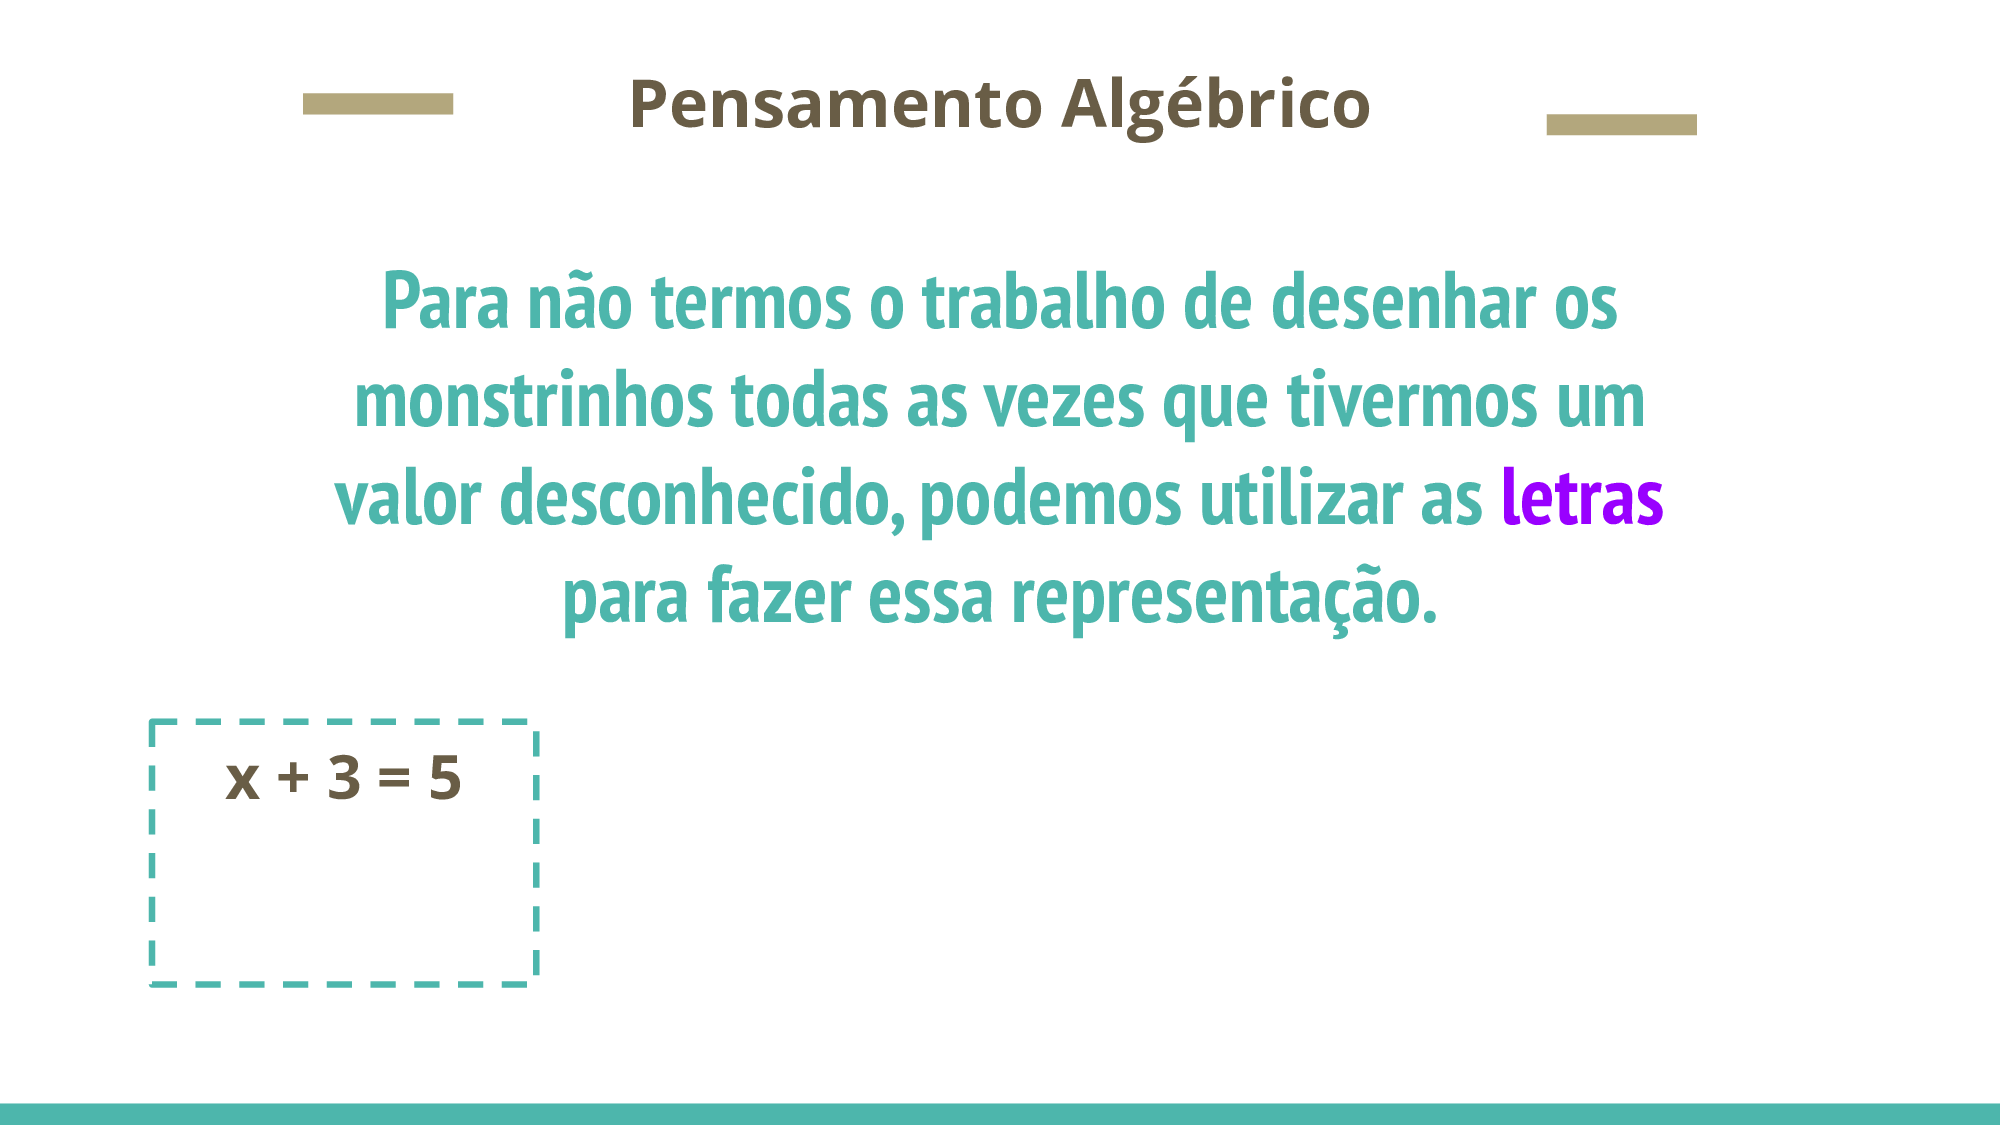 Pensamento Algébrico
Para não termos o trabalho de desenhar os
monstrinhos todas as vezes que tivermos um
valor desconhecido, podemos utilizar as letras
para fazer essa representação.
x + 3 = 5